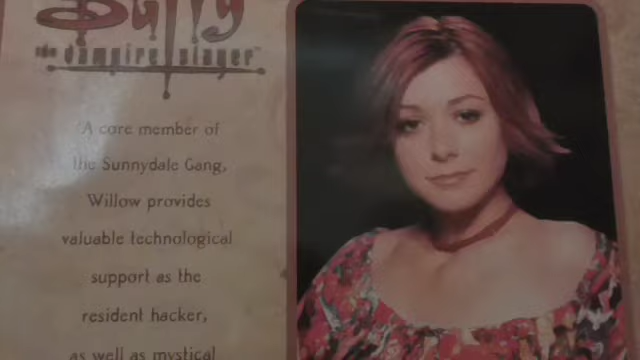 Buffy
the vampire slayer™
A core member of
the Sunnydale Gang,
Willow provides
valuable technological
support as the
resident hacker,
as well as mystical